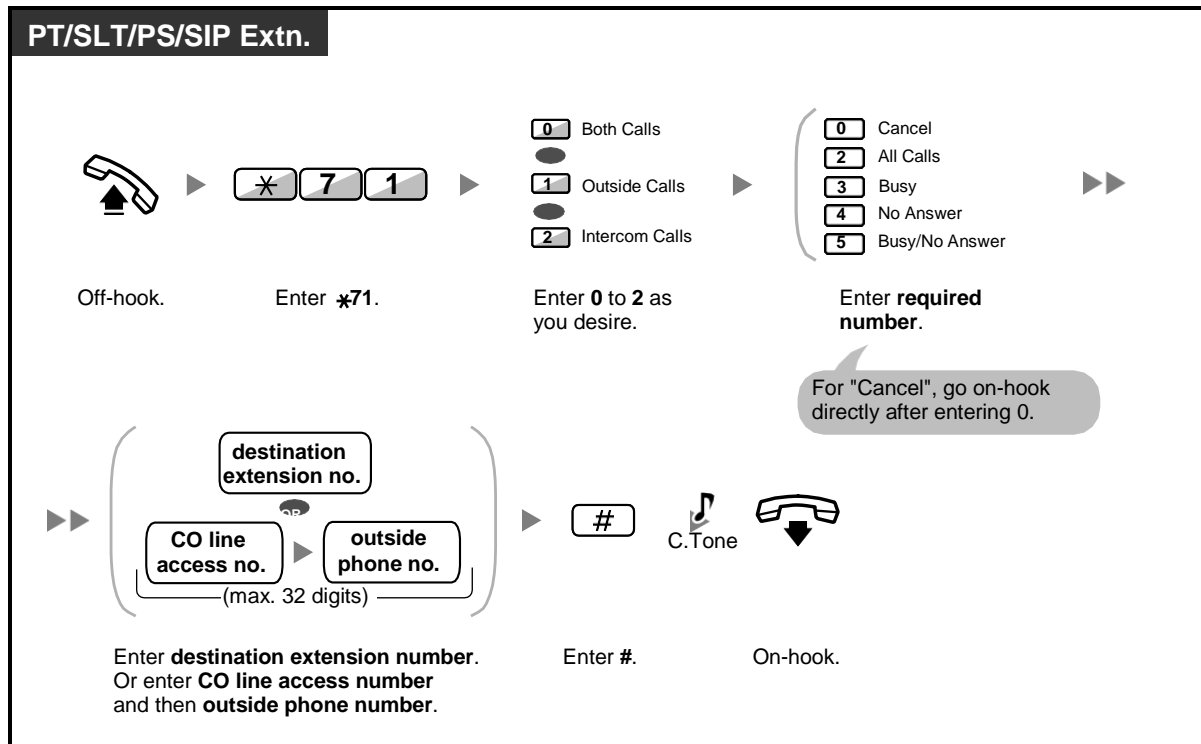 PT/SLT/PS/SIP Extn.
0 Both Calls
1 Outside Calls
2 Intercom Calls
0 Cancel
2 All Calls
3 Busy
4 No Answer
5 Busy/No Answer
* 7 1
Off-hook.
Enter *71.
Enter 0 to 2 as
you desire.
Enter required
number.
For "Cancel", go on-hook
directly after entering 0.
destination
extension no.
OR
CO line
access no.
outside
phone no.
(max. 32 digits)
#
C.Tone
Enter destination extension number.
Or enter CO line access number
and then outside phone number.
Enter #.
On-hook.